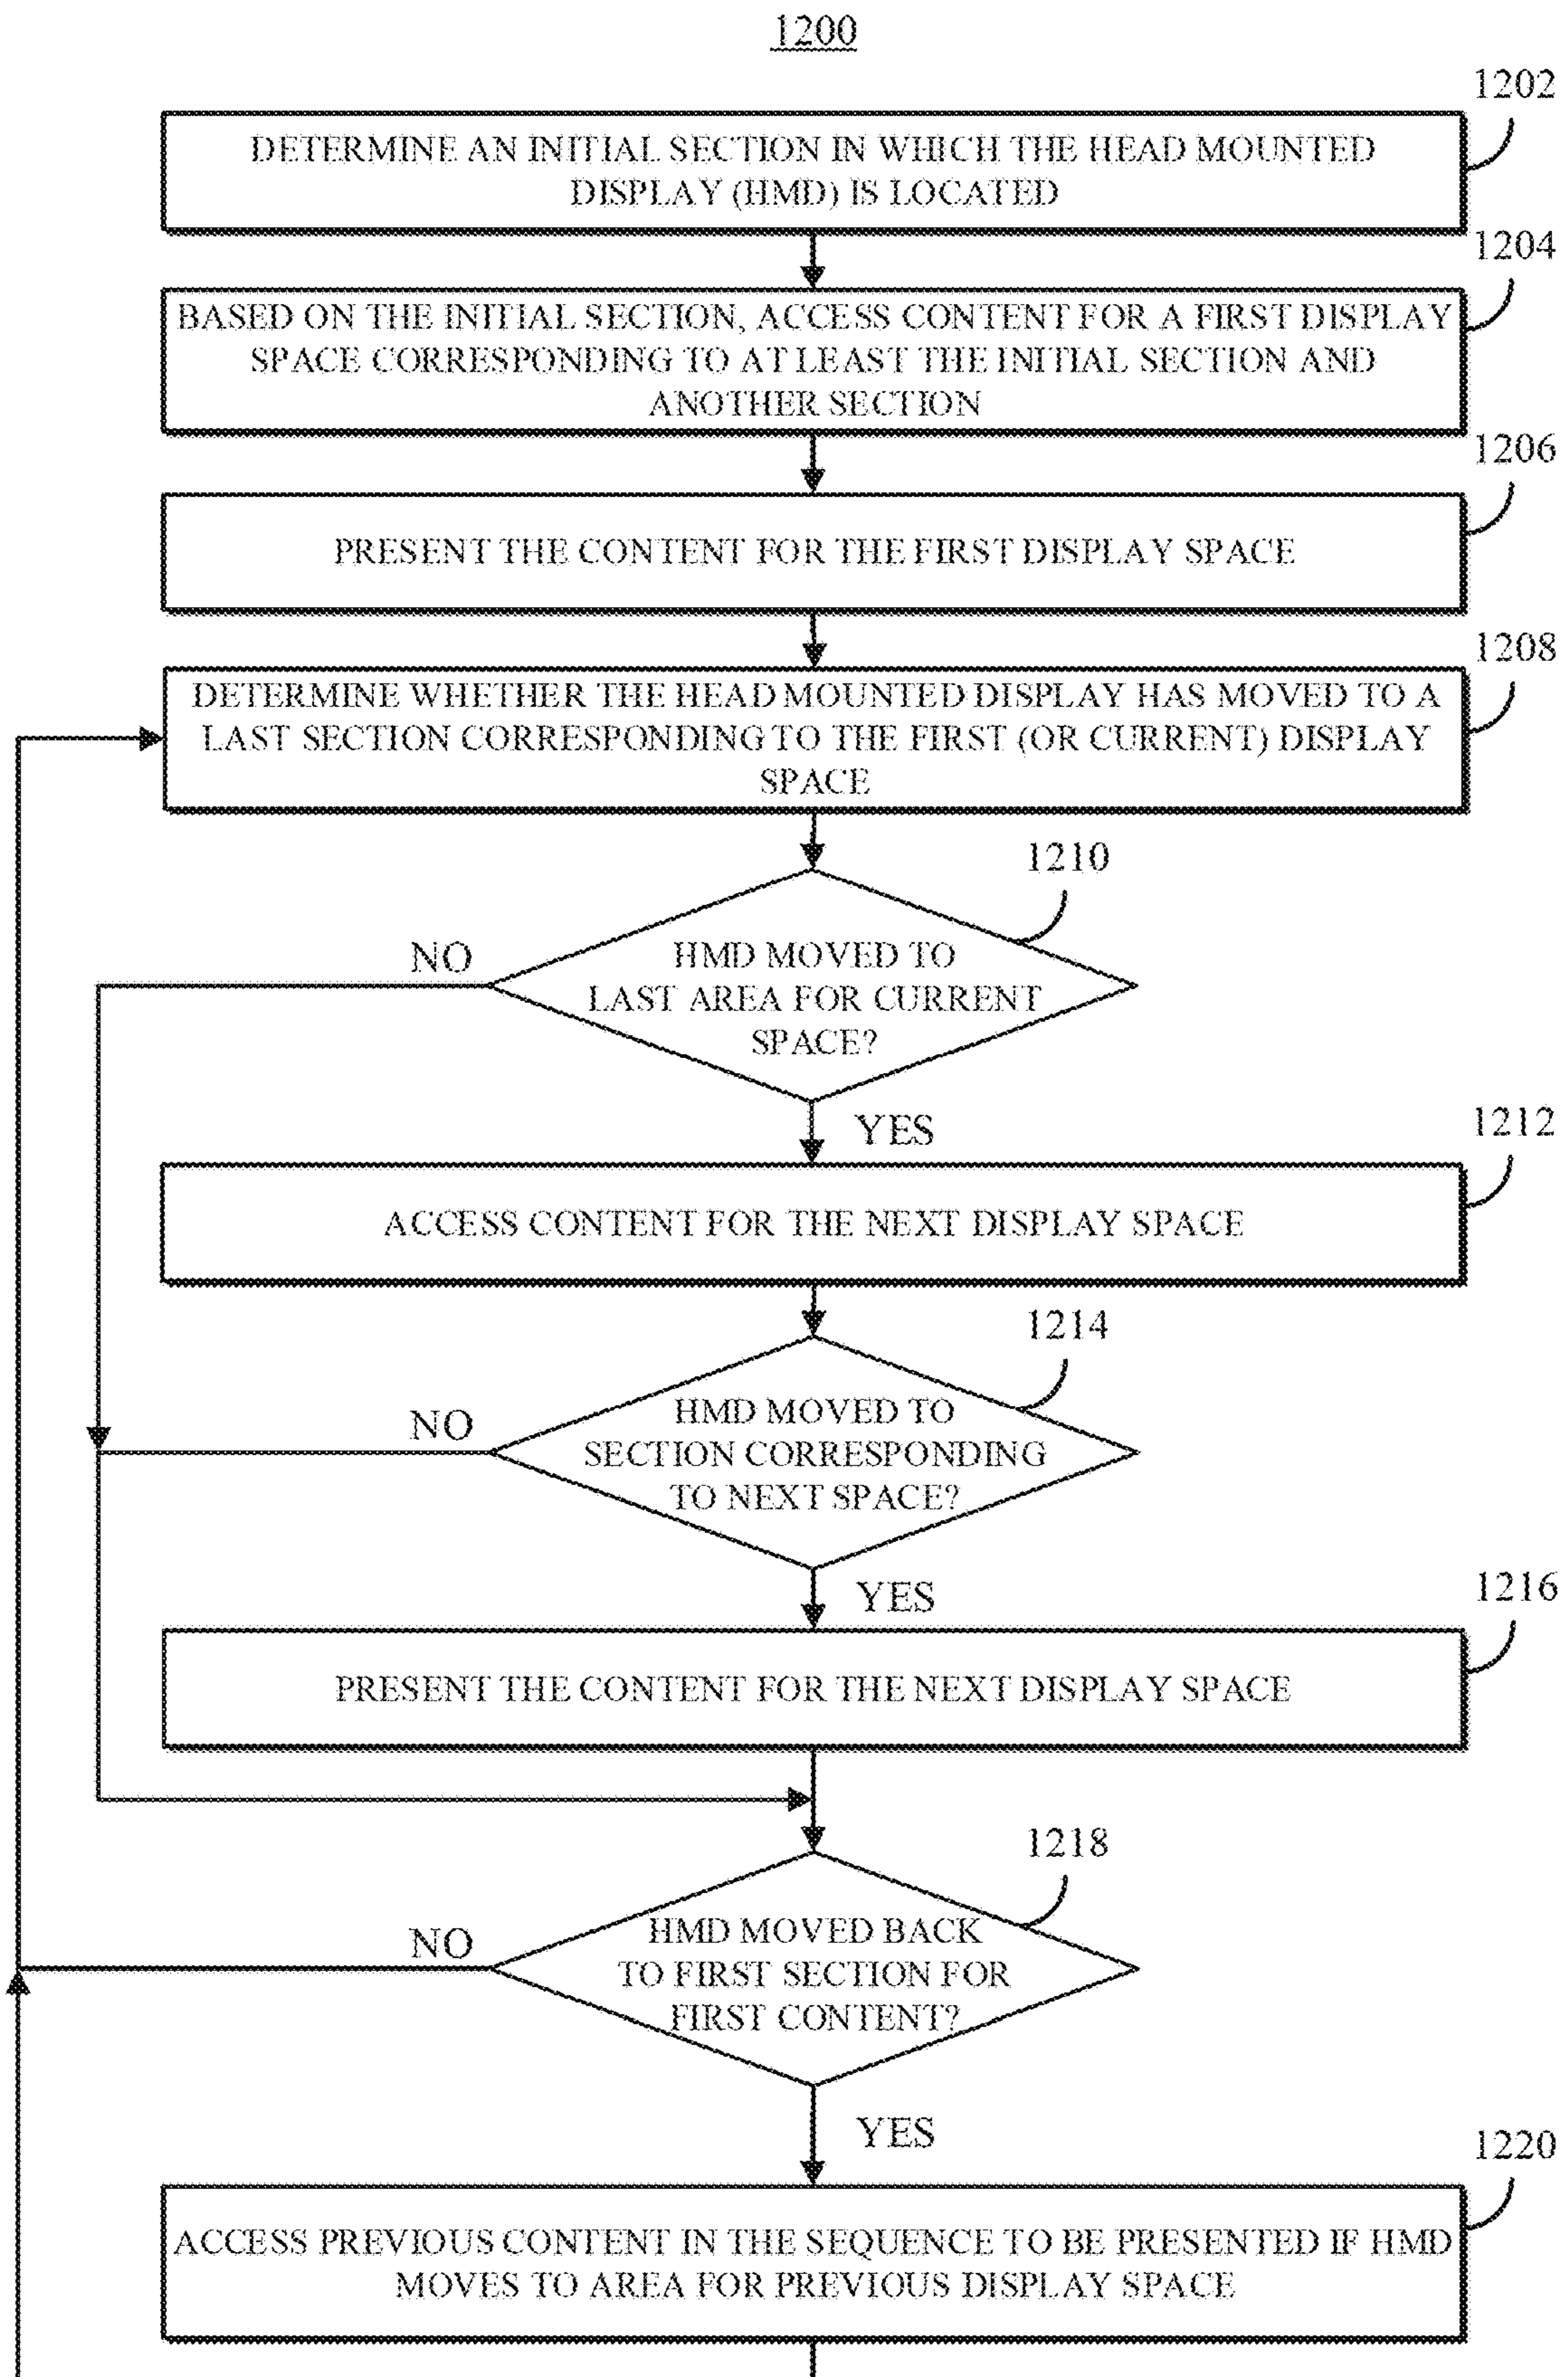 1200
1202
DETERMINE AN INITIAL SECTION IN WHICH THE HEAD MOUNTED
DISPLAY (HMD) IS LOCATED
1204
BASED ON THE INITIAL SECTION, ACCESS CONTENT FOR A FIRST DISPLAY
SPACE CORRESPONDING TO AT LEAST THE INITIAL SECTION AND
ANOTHER SECTION
1206
PRESENT THE CONTENT FOR THE FIRST DISPLAY SPACE
1208
DETERMINE WHETHER THE HEAD MOUNTED DISPLAY HAS MOVED TO A
LAST SECTION CORRESPONDING TO THE FIRST (OR CURRENT) DISPLAY
SPACE
1210
NO
HMD MOVED TO
LAST AREA FOR CURRENT
SPACE?
YES
1212
ACCESS CONTENT FOR THE NEXT DISPLAY SPACE
1214
NO
HMD MOVED TO
SECTION CORRESPONDING
TO NEXT SPACE?
YES
1216
PRESENT THE CONTENT FOR THE NEXT DISPLAY SPACE
1218
NO
HMD MOVED BACK
TO FIRST SECTION FOR
FIRST CONTENT?
YES
1220
ACCESS PREVIOUS CONTENT IN THE SEQUENCE TO BE PRESENTED IF HMD
MOVES TO AREA FOR PREVIOUS DISPLAY SPACE